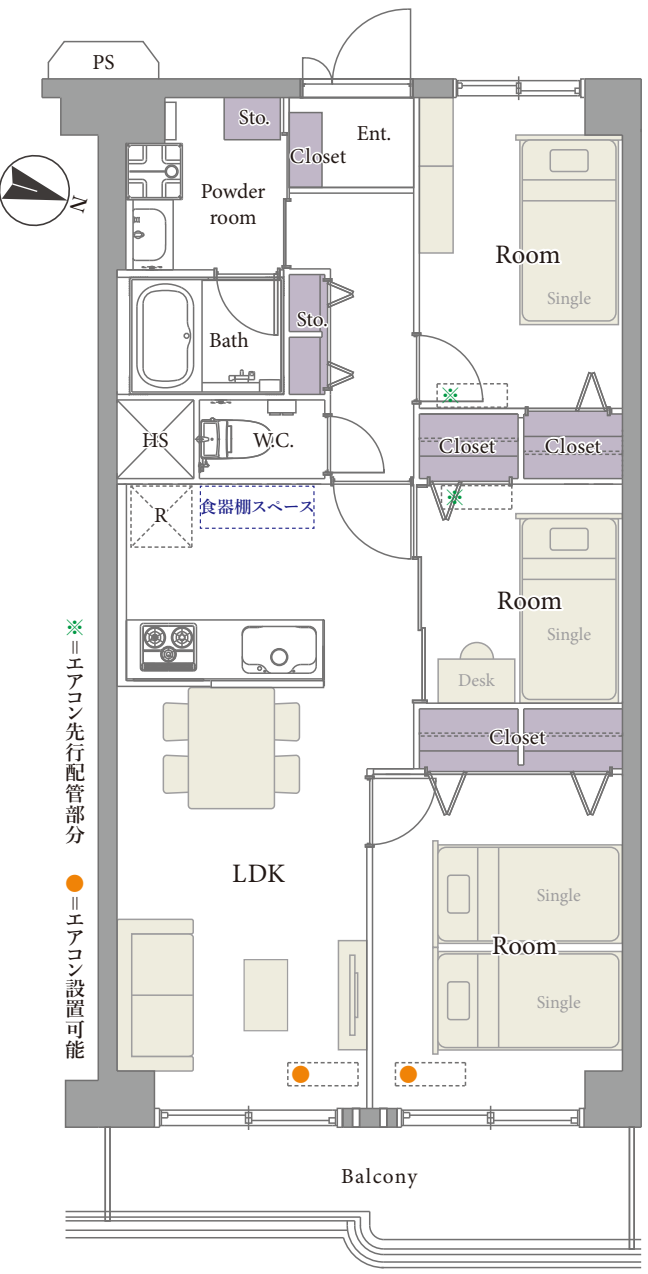 PS
Sto.
Ent.
Closet
N
Powder
room
Room
Single
Sto.
Bath
※
HS
W.C.
Closet
Closet
R
食器棚スペース
※
Room
Single
Desk
※=エアコン先行配管部分
●=エアコン設置可能
Closet
LDK
Single
Room
Single
Balcony